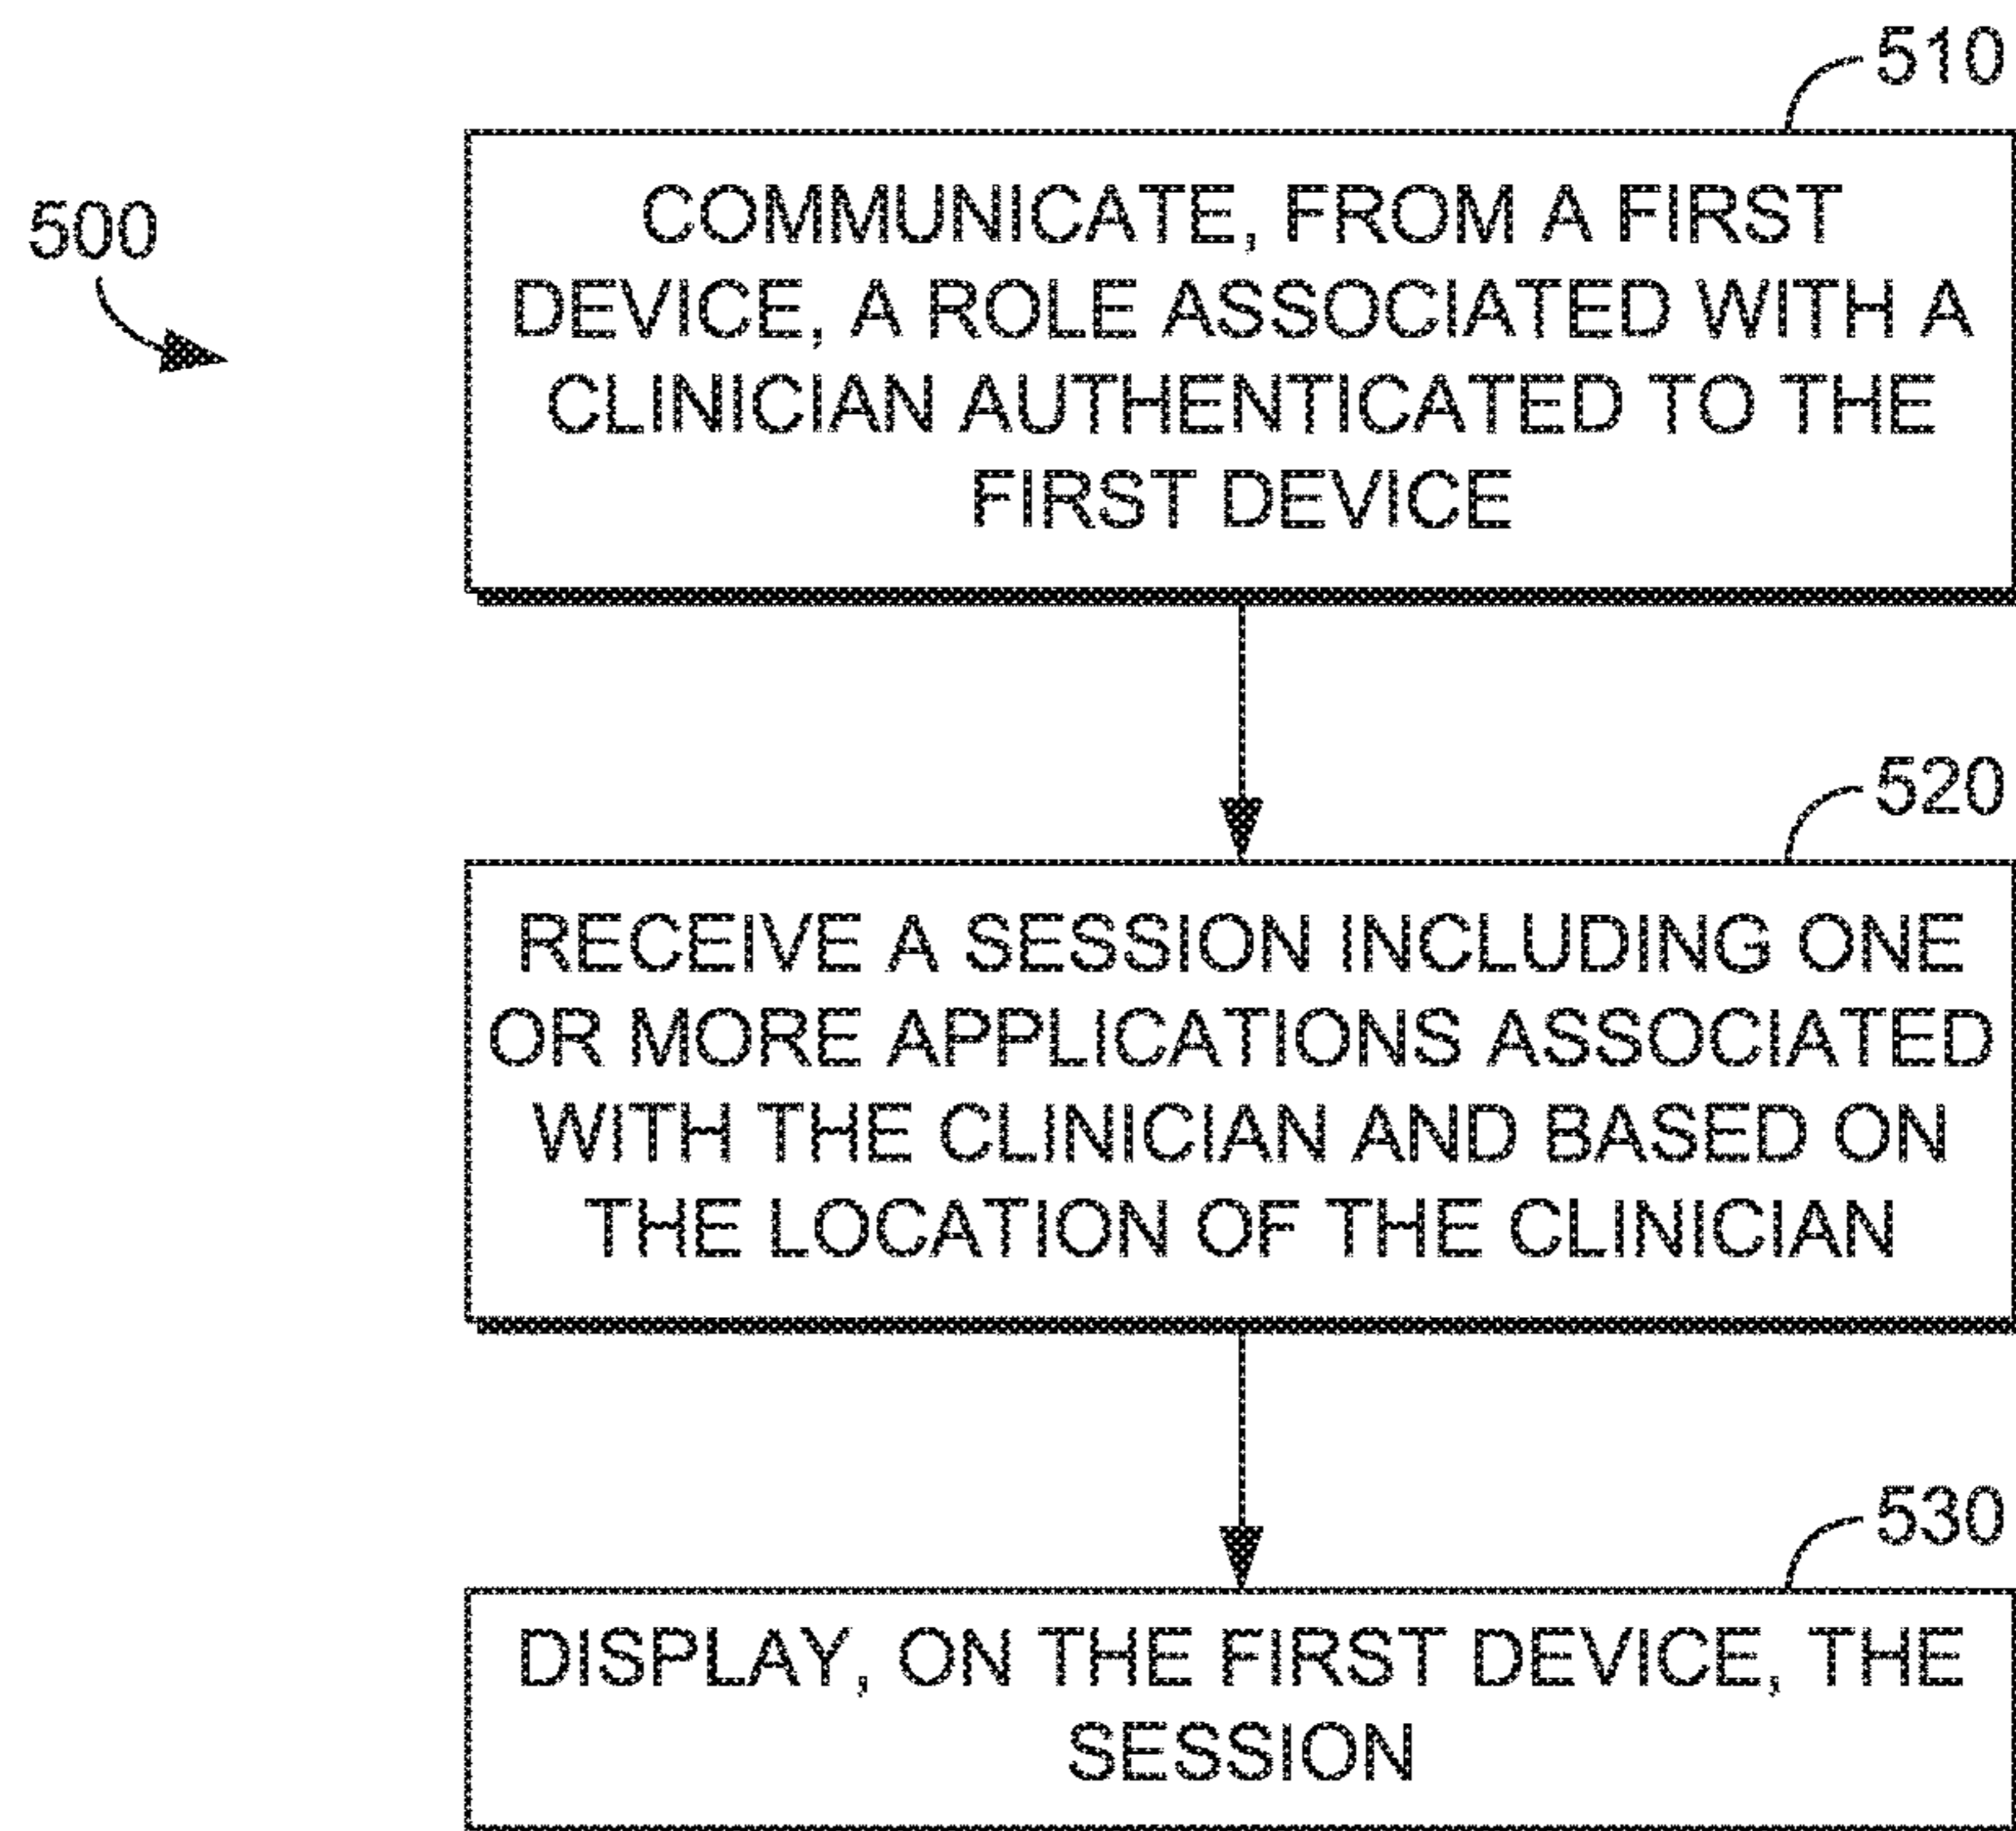 510
500
COMMUNICATE, FROM A FIRST
DEVICE, A ROLE ASSOCIATED WITH A
CLINICIAN AUTHENTICATED TO THE
FIRST DEVICE
520
RECEIVE A SESSION INCLUDING ONE
OR MORE APPLICATIONS ASSOCIATED
WITH THE CLINICIAN AND BASED ON
THE LOCATION OF THE CLINICIAN
530
DISPLAY, ON THE FIRST DEVICE, THE
SESSION